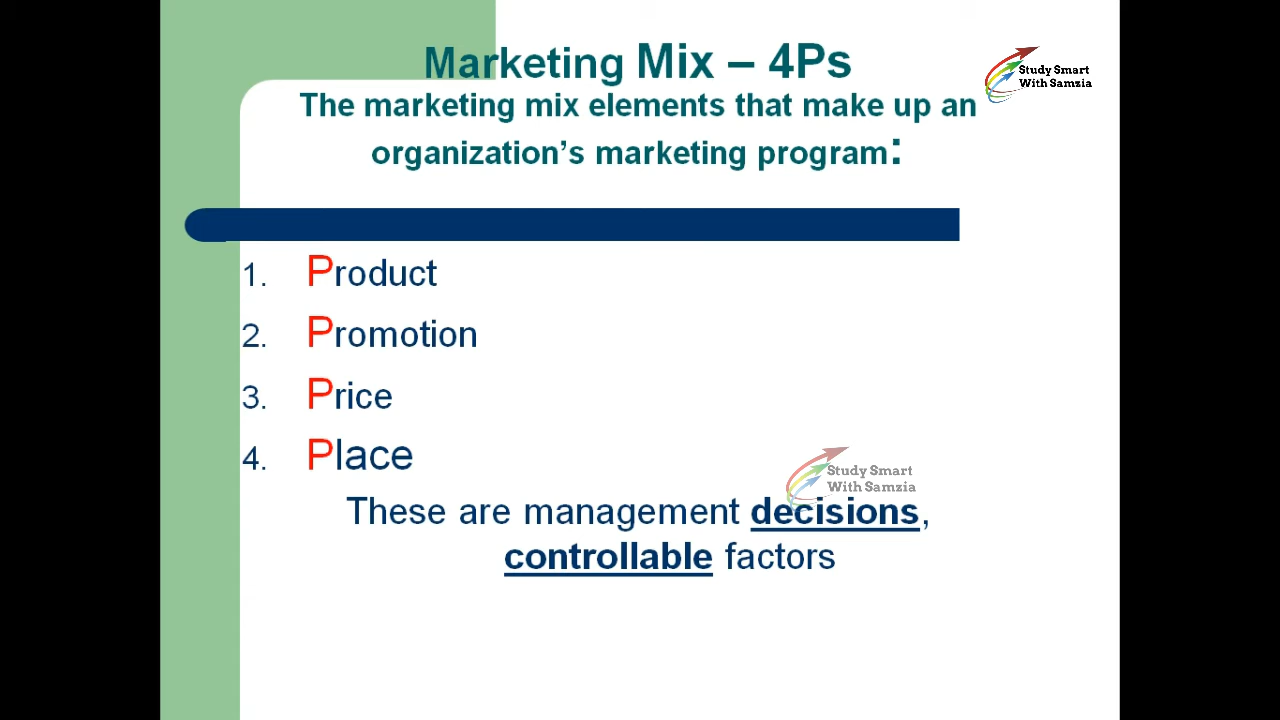 Marketing Mix – 4Ps
Study Smart
With Samzia
The marketing mix elements that make up an
organization’s marketing program:
1. Product
2. Promotion
3. Price
4. Place
Study Smart
With Samzia
These are management decisions,
controllable factors